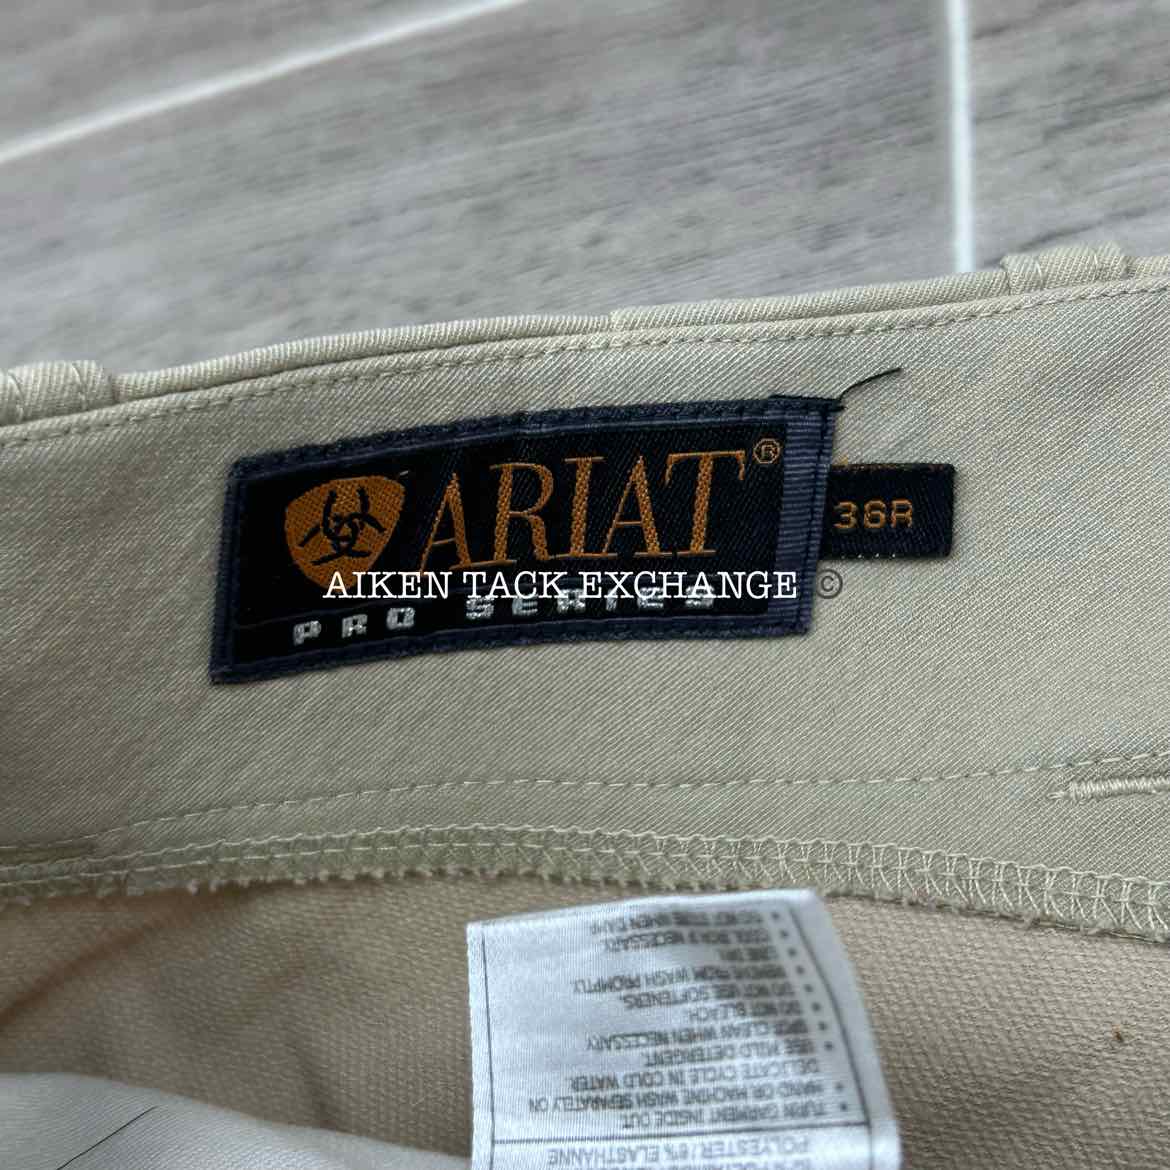 ARIAT®
36R
AIKEN TACK EXCHANGE ©
PRO SERIES
POLYESTER / 6% ELASTHANNE
TURN GARMENT INSIDE OUT
• HAND OR MACHINE WASH SEPARATELY ON
DELICATE CYCLE IN COLD WATER.
• USE MILD DETERGENT.
• SPOT CLEAN WHEN NECESSARY
• DO NOT BLEACH.
• DO NOT USE SOFTENERS.
• REMOVE FROM WASH PROMPTLY.
• LINE DRY.
• COOL IRON IF NECESSARY.
• DO NOT STORE WHEN DAMP